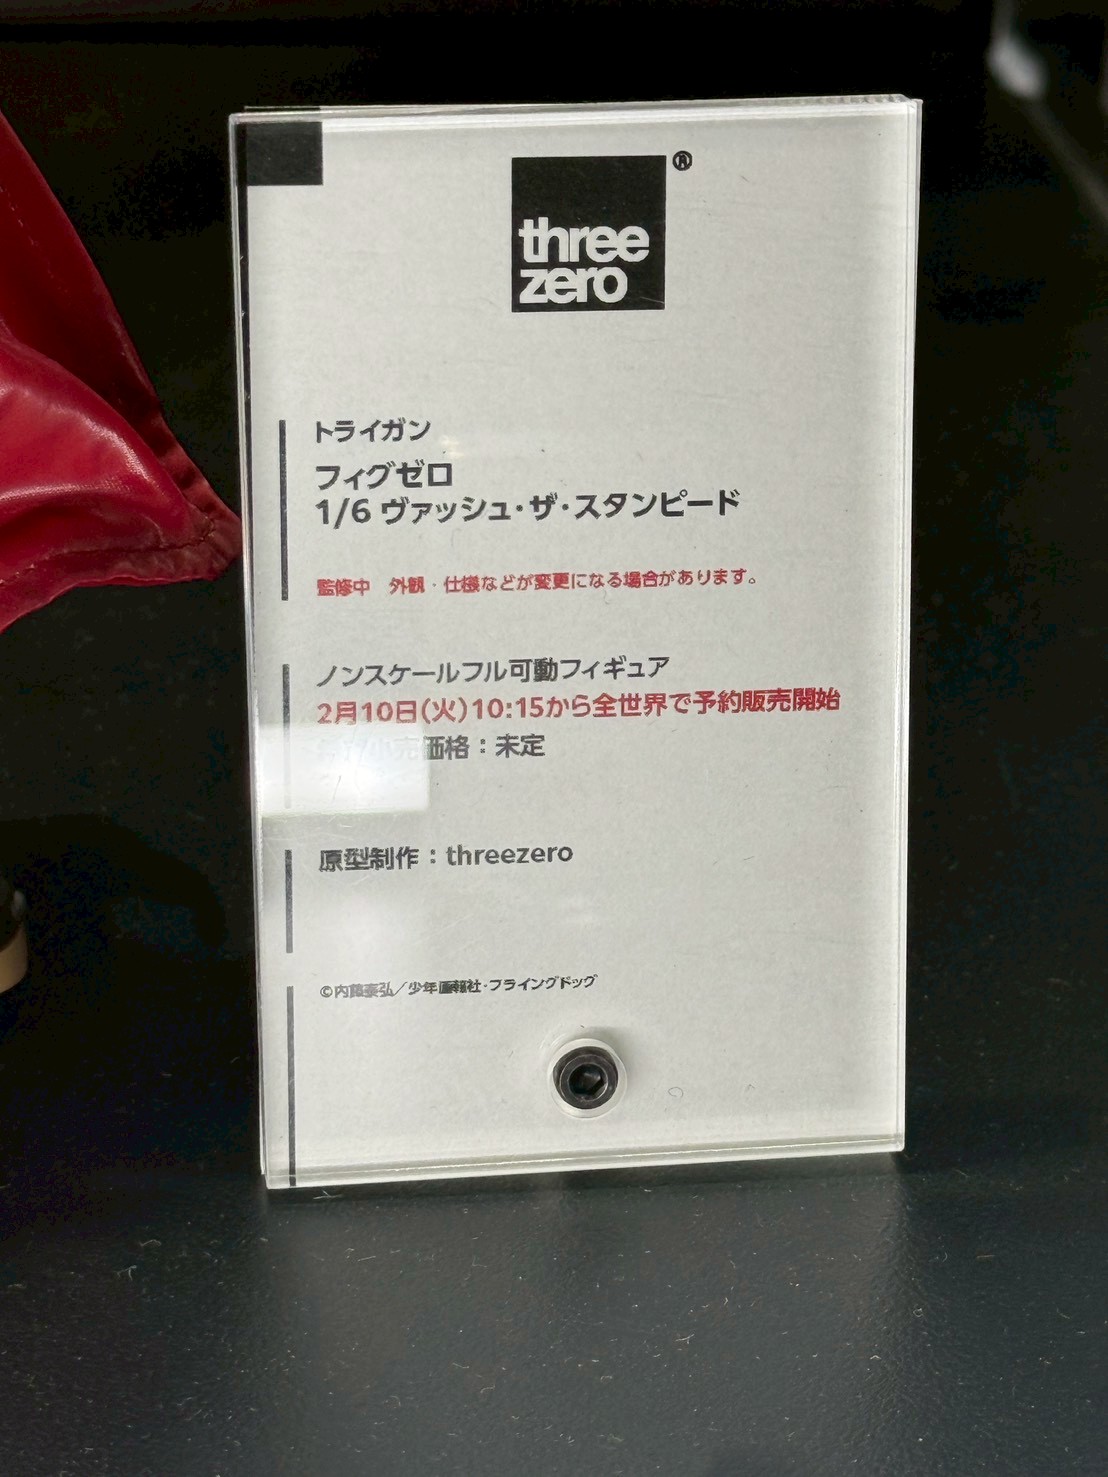 three
zero
®
トライガン
フィグゼロ
1/6 ヴァッシュ・ザ・スタンピード
監修中　外観・仕様などが変更になる場合があります。
ノンスケールフル可動フィギュア
2月10日(火)10:15から全世界で予約販売開始
小売価格：未定
原型制作：threezero
©内藤泰弘／少年画報社・フライングドッグ